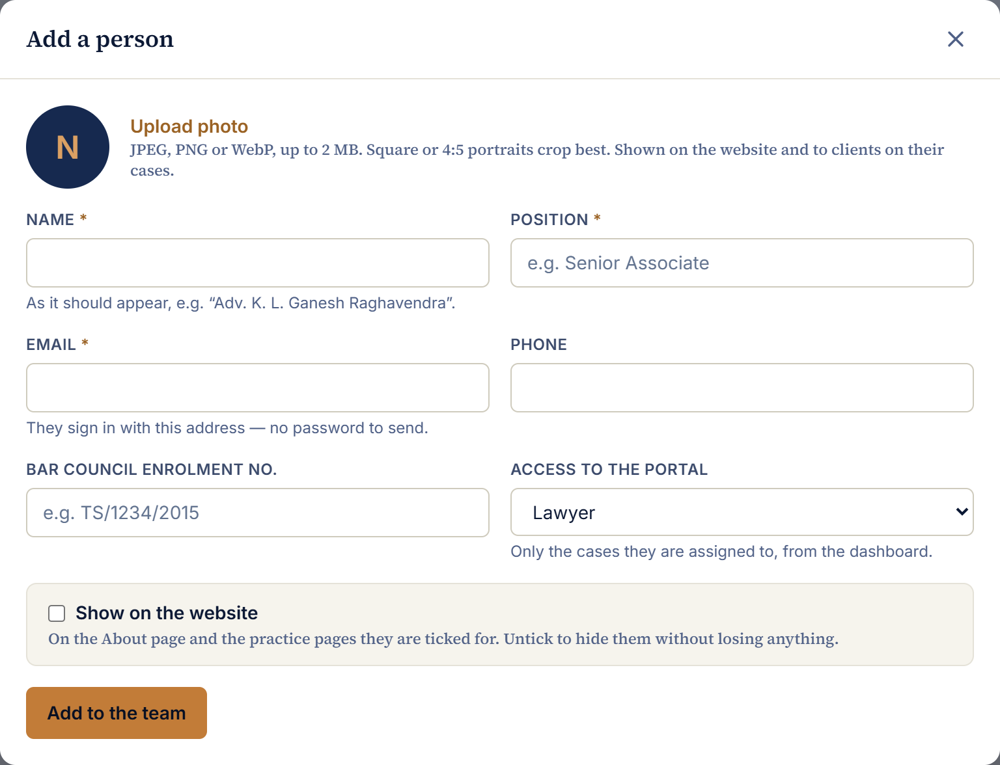 Add a person
N
Upload photo
JPEG, PNG or WebP, up to 2 MB. Square or 4:5 portraits crop best. Shown on the website and to clients on their
cases.
NAME *
POSITION *
e.g. Senior Associate
As it should appear, e.g. “Adv. K. L. Ganesh Raghavendra”.
EMAIL *
PHONE
They sign in with this address — no password to send.
BAR COUNCIL ENROLMENT NO.
ACCESS TO THE PORTAL
e.g. TS/1234/2015
Lawyer
Only the cases they are assigned to, from the dashboard.
Show on the website
On the About page and the practice pages they are ticked for. Untick to hide them without losing anything.
Add to the team